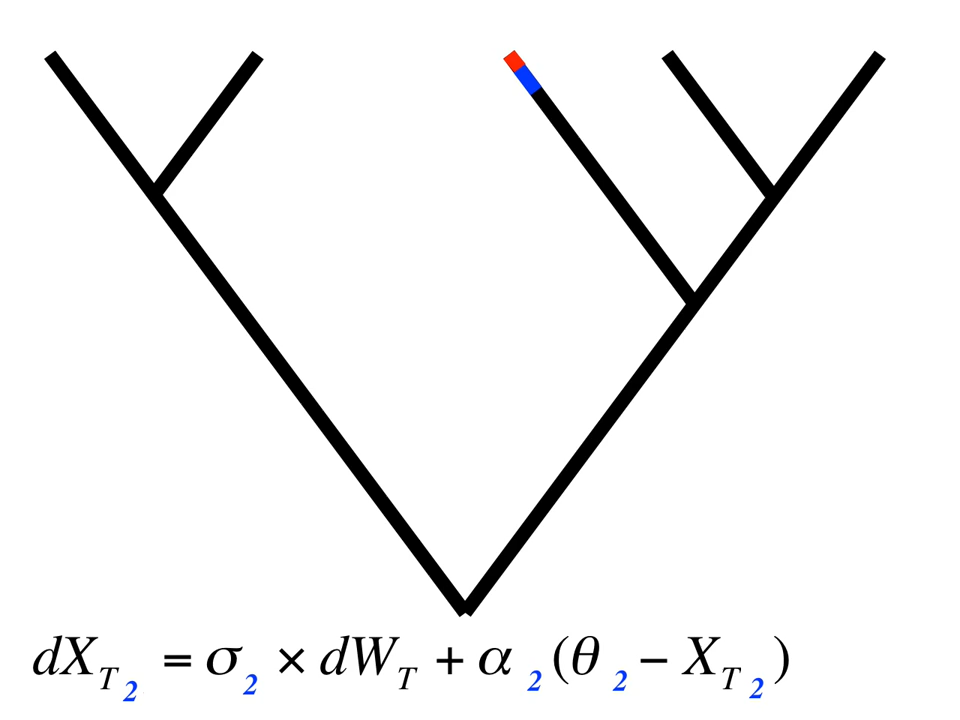 dX_{T_2} = σ_2 × dW_T + α_2 (θ_2 − X_{T_2})